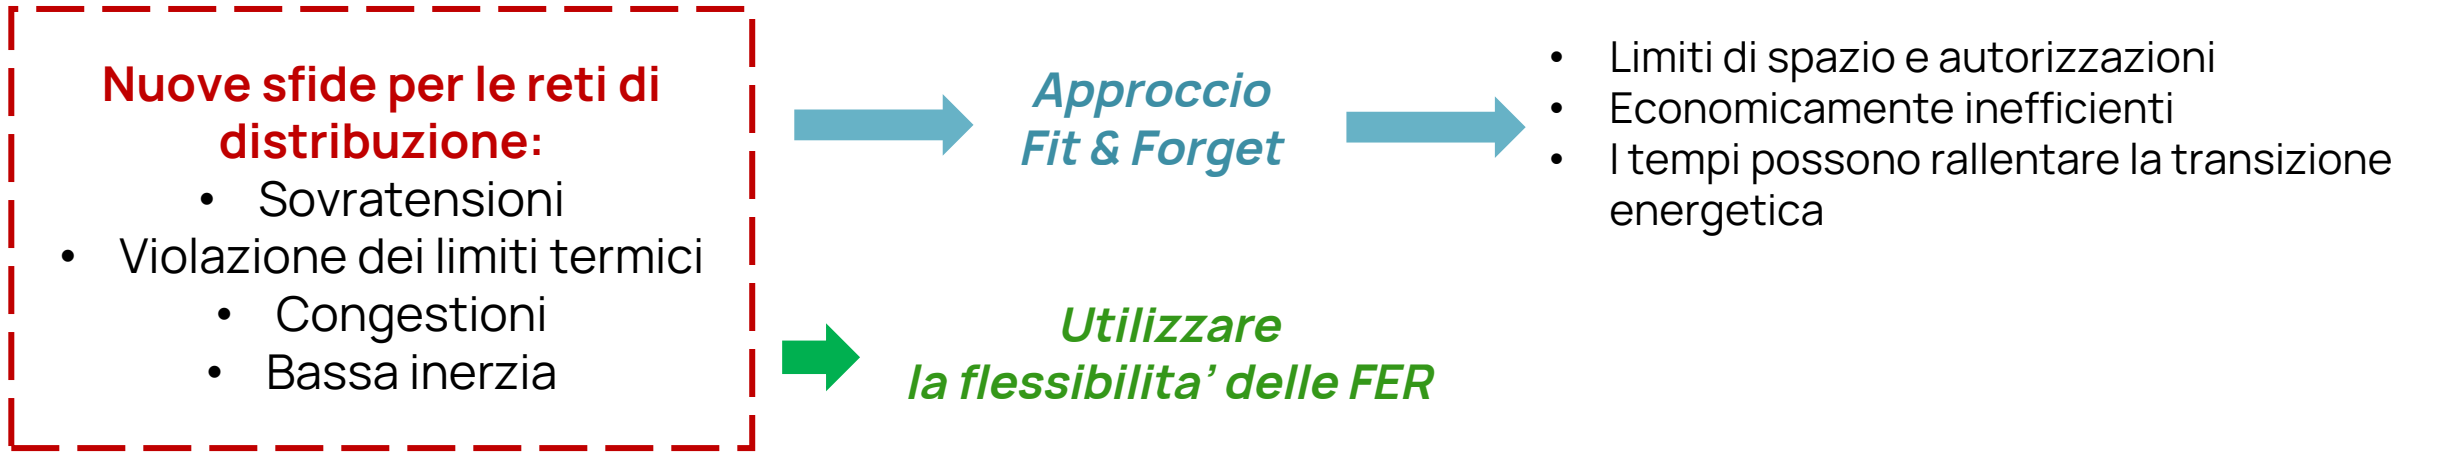 Nuove sfide per le reti di
distribuzione:
• Sovratensioni
• Violazione dei limiti termici
• Congestioni
• Bassa inerzia
Approccio
Fit & Forget
• Limiti di spazio e autorizzazioni
• Economicamente inefficienti
• I tempi possono rallentare la transizione
energetica
Utilizzare
la flessibilita’ delle FER